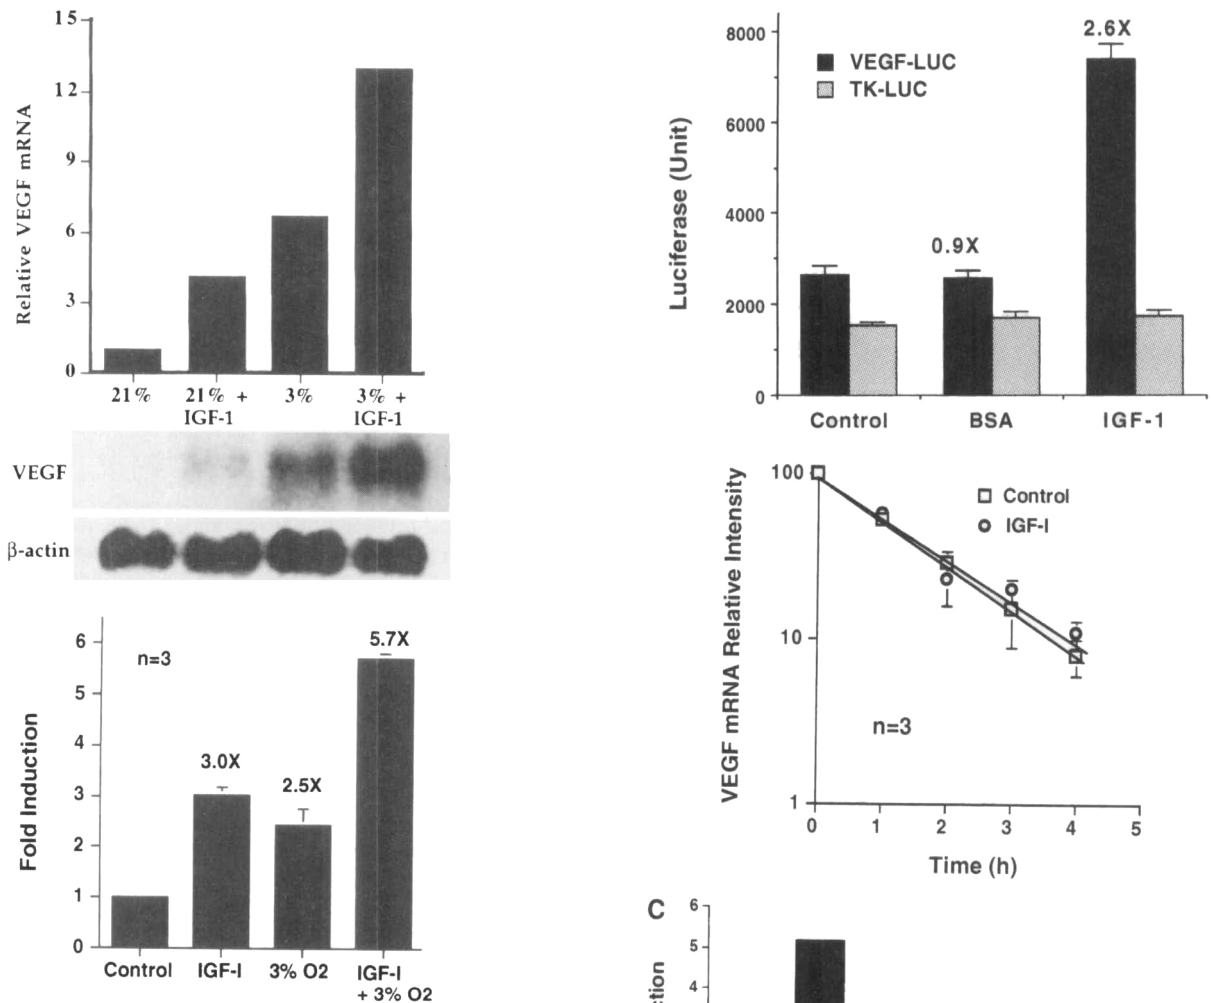 15
12
9
6
3
0
Relative VEGF mRNA
21%
21% +
IGF-1
3%
3% +
IGF-1
VEGF
β-actin
6
5
4
3
2
1
0
Fold Induction
n=3
3.0X
2.5X
5.7X
Control
IGF-I
3% O2
IGF-I
+ 3% O2
8000
6000
4000
2000
0
Luciferase (Unit)
VEGF-LUC
TK-LUC
0.9X
2.6X
Control
BSA
IGF-1
100
10
1
VEGF mRNA Relative Intensity
Control
IGF-I
n=3
0
1
2
3
4
5
Time (h)
C
6
5
4